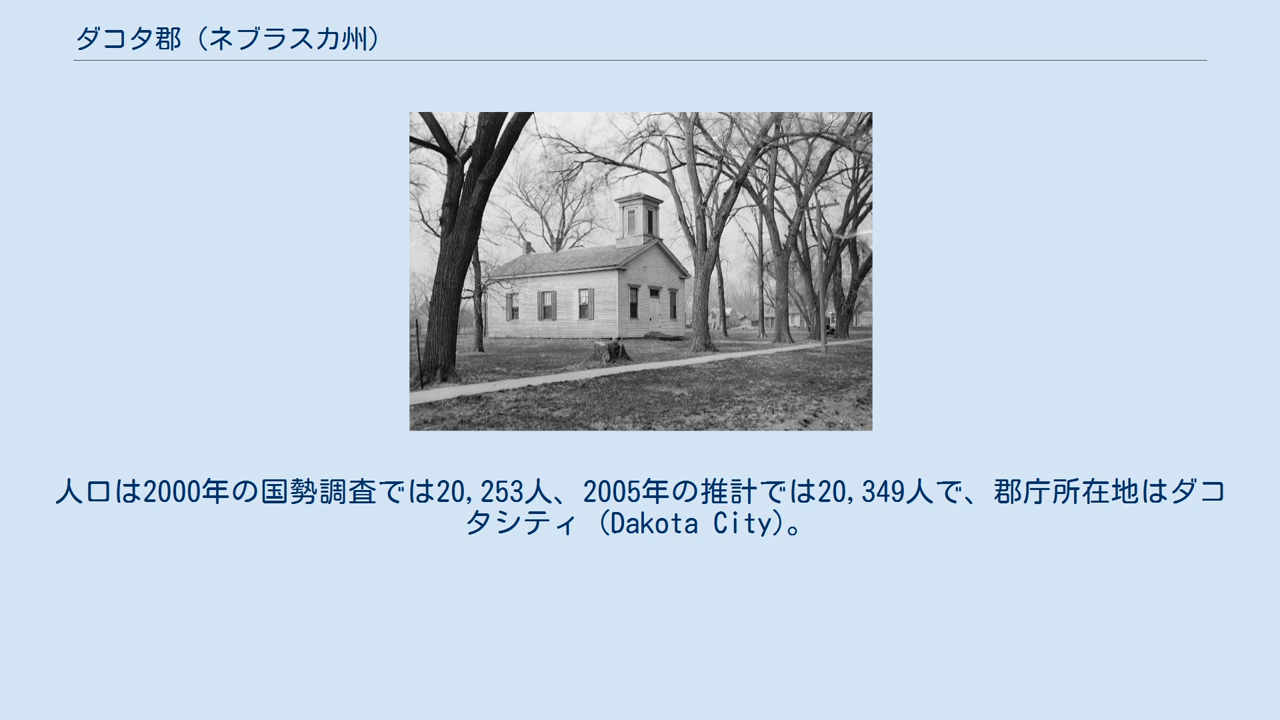 ダコタ郡（ネブラスカ州）
人口は2000年の国勢調査では20,253人、2005年の推計では20,349人で、郡庁所在地はダコ
タシティ（Dakota City）。